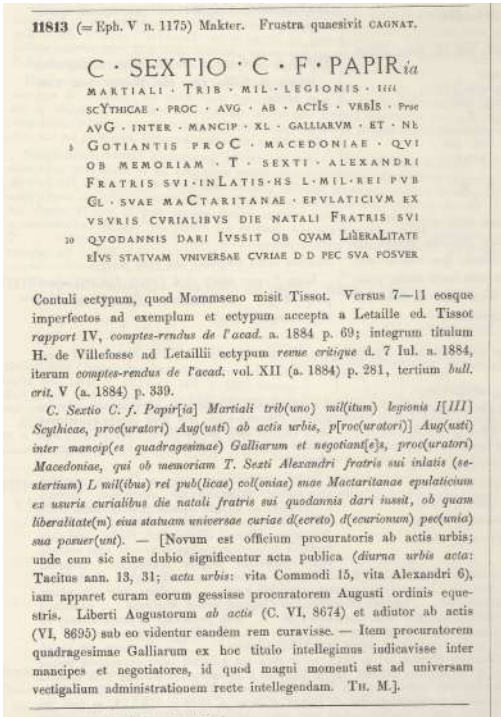 11813 (= Eph. V n. 1175) Makter. Frustra quaesivit CAGNAT.
C · SEXTIO · C · F · PAPIRia
MARTIALI · TRIB · MIL · LEGIONIS · Iiii
SCYTHICAE · PROC · AVG · AB · ACTIS · VRBIS · Proc
AVG · INTER · MANCIP · XL · GALLIARVM · ET · NE
5 GOTIANTIS PROC · MACEDONIAE · QVI
OB MEMORIAM · T · SEXTI · ALEXANDRI
FRATRIS SVI · INLATIS · HS L · MIL · REI PVB
COL · SVAE MACTARITANAE · EPVLATICIVM EX
VSVRIS CVRIALIBVS DIE NATALI FRATRIS SVI
10 QVODANNIS DARI IVSSIT OB QVAM LIBERALITATE
EIVS STATVAM VNIVERSAE CVRIAE D D PEC SVA POSVER
Contuli ectypum, quod Mommseno misit Tissot. Versus 7—11 eosque
imperfectos ad exemplum et ectypum accepta a Letaille ed. Tissot
rapport IV, comptes-rendus de l'acad. a. 1884 p. 69; integrum titulum
H. de Villefosse ad Letaillii ectypum revue critique d. 7 Iul. a. 1884,
iterum comptes-rendus de l'acad. vol. XII (a. 1884) p. 281, tertium bull.
crit. V (a. 1884) p. 339.
C. Sextio C. f. Papir[ia] Martiali trib(uno) mil(itum) legionis I[III]
Scythicae, proc(uratori) Aug(usti) ab actis urbis, p[roc(uratori)] Aug(usti)
inter mancip(es quadragesimae) Galliarum et negotiant[e]s, proc(uratori)
Macedoniae, qui ob memoriam T. Sexti Alexandri fratris sui inlatis (se-
stertium) L mil(ibus) rei pub(licae) col(oniae) suae Mactaritanae epulaticium
ex usuris curialibus die natali fratris sui quodannis dari iussit, ob quam
liberalitate(m) eius statuam universae curiae d(ecreto) d(ecurionum) pec(unia)
sua posuer(unt). — [Novum est officium procuratoris ab actis urbis;
unde cum sic sine dubio significentur acta publica (diurna urbis acta:
Tacitus ann. 13, 31; acta urbis: vita Commodi 15, vita Alexandri 6),
iam apparet curam eorum gessisse procuratorem Augusti ordinis eque-
stris. Liberti Augustorum ab actis (C. VI, 8674) et adiutor ab actis
(VI, 8695) sub eo videntur eandem rem curavisse. — Item procuratorem
quadragesimae Galliarum ex hoc titulo intellegimus iudicavisse inter
mancipes et negotiatores, id quod magni momenti est ad universam
vectigalium administrationem recte intellegendam. TH. M.].